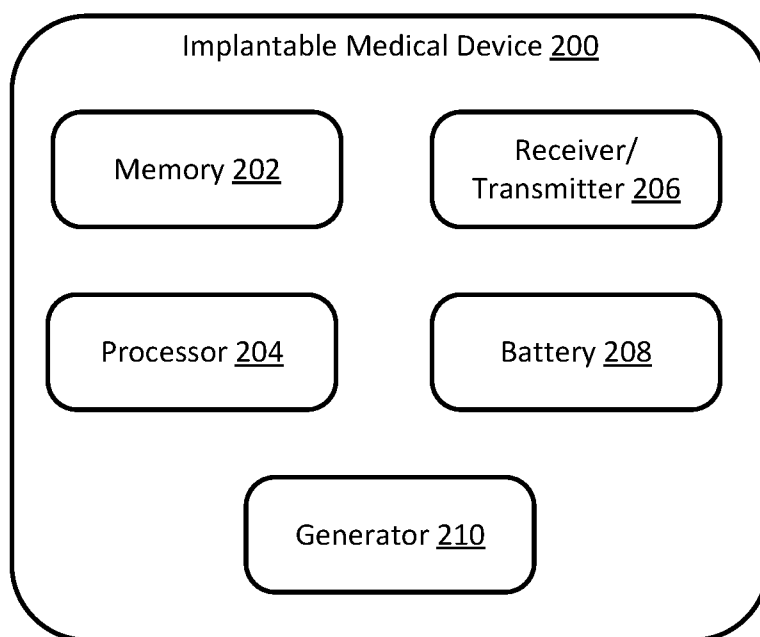 Implantable Medical Device 200
Memory 202
Receiver/
Transmitter 206
Processor 204
Battery 208
Generator 210